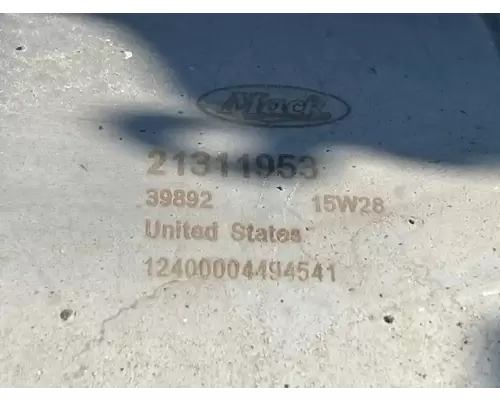 Mack
21311953
39892 15W28
United States
12400004494541